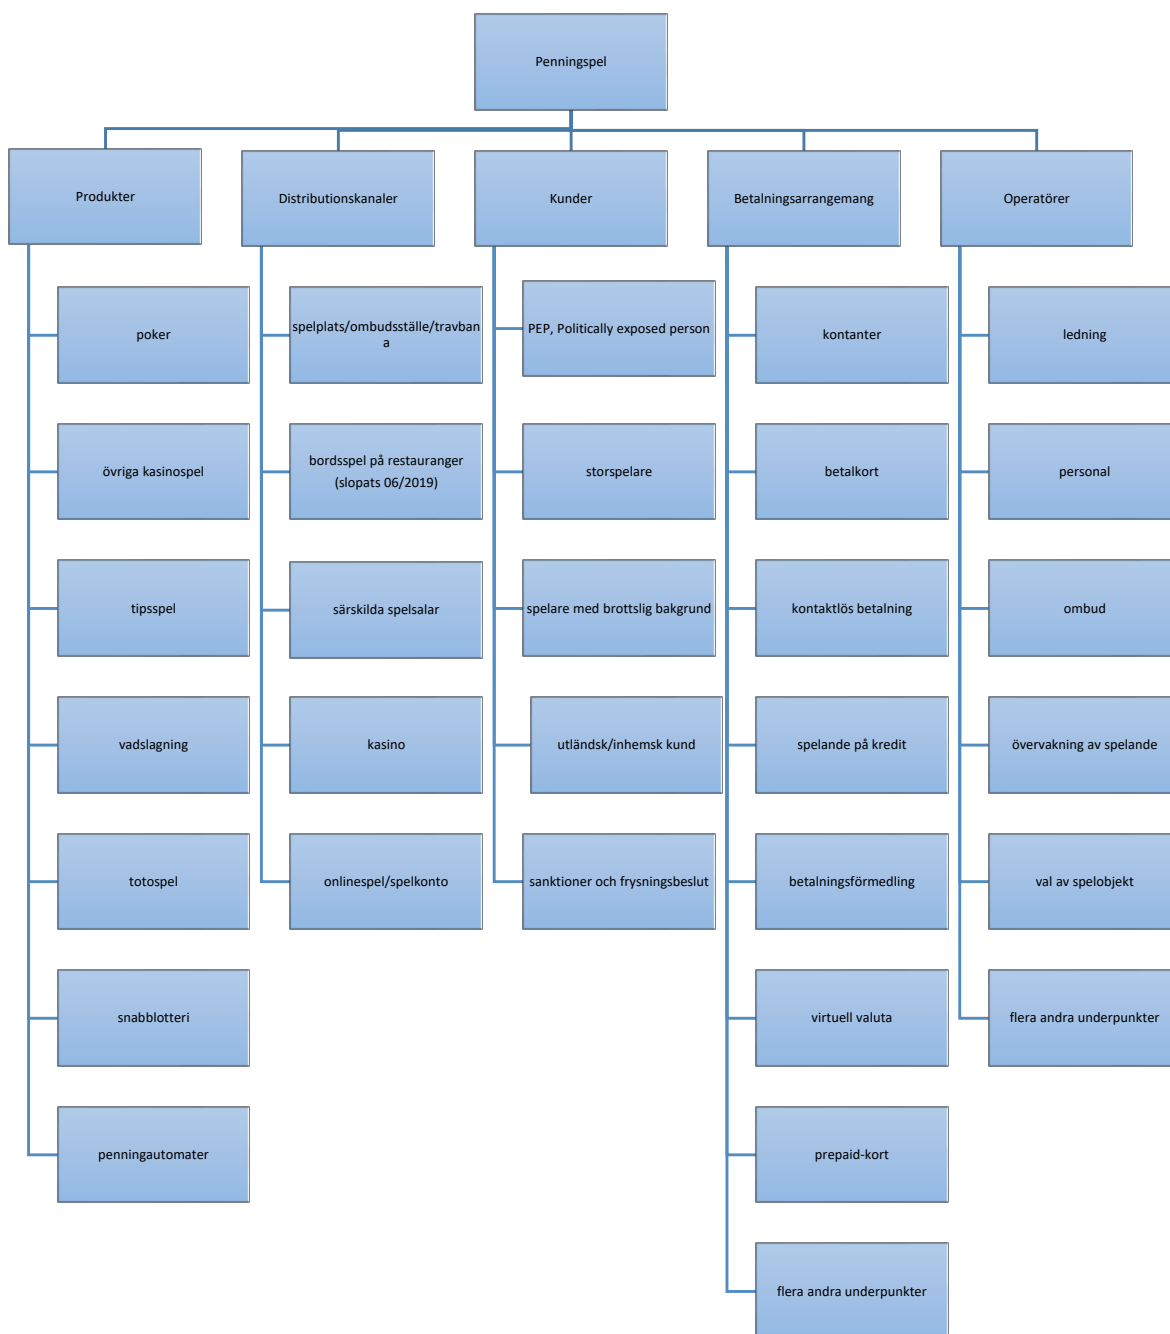 Penningspel
Produkter
Distributionskanaler
Kunder
Betalningsarrangemang
Operatörer
poker
övriga kasinospel
tipsspel
vadslagning
totospel
snabblotteri
penningautomater
spelplats/ombudsställe/travban
a
bordsspel på restauranger
(slopats 06/2019)
särskilda spelsalar
kasino
onlinespel/spelkonto
PEP, Politically exposed person
storspelare
spelare med brottslig bakgrund
utländsk/inhemsk kund
sanktioner och frysningsbeslut
kontanter
betalkort
kontaktlös betalning
spelande på kredit
betalningsförmedling
virtuell valuta
prepaid-kort
flera andra underpunkter
ledning
personal
ombud
övervakning av spelande
val av spelobjekt
flera andra underpunkter